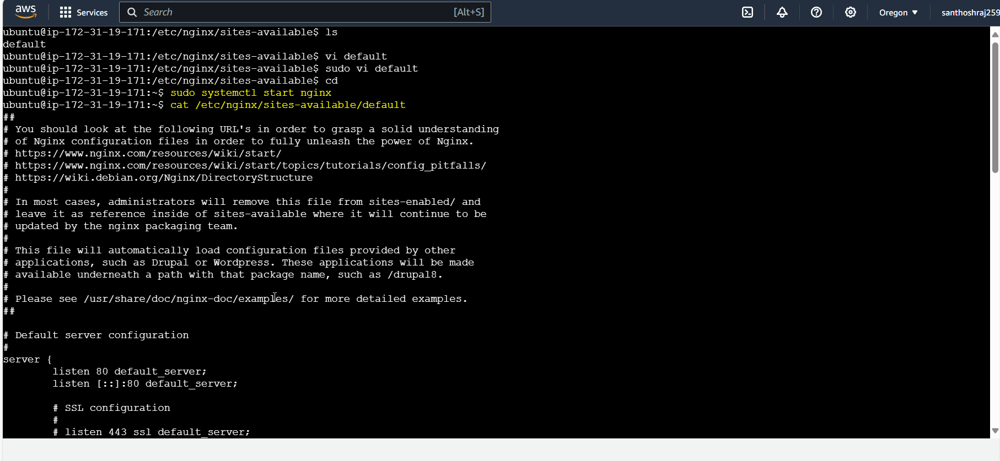 aws Services Search [Alt+S] Oregon santhoshraj259
ubuntu@ip-172-31-19-171:/etc/nginx/sites-available$ ls
default
ubuntu@ip-172-31-19-171:/etc/nginx/sites-available$ vi default
ubuntu@ip-172-31-19-171:/etc/nginx/sites-available$ sudo vi default
ubuntu@ip-172-31-19-171:/etc/nginx/sites-available$ cd
ubuntu@ip-172-31-19-171:~$ sudo systemctl start nginx
ubuntu@ip-172-31-19-171:~$ cat /etc/nginx/sites-available/default
##
# You should look at the following URL's in order to grasp a solid understanding
# of Nginx configuration files in order to fully unleash the power of Nginx.
# https://www.nginx.com/resources/wiki/start/
# https://www.nginx.com/resources/wiki/start/topics/tutorials/config_pitfalls/
# https://wiki.debian.org/Nginx/DirectoryStructure
#
# In most cases, administrators will remove this file from sites-enabled/ and
# leave it as reference inside of sites-available where it will continue to be
# updated by the nginx packaging team.
#
# This file will automatically load configuration files provided by other
# applications, such as Drupal or Wordpress. These applications will be made
# available underneath a path with that package name, such as /drupal8.
#
# Please see /usr/share/doc/nginx-doc/examples/ for more detailed examples.
##

# Default server configuration
#
server {
        listen 80 default_server;
        listen [::]:80 default_server;

        # SSL configuration
        #
        # listen 443 ssl default_server;